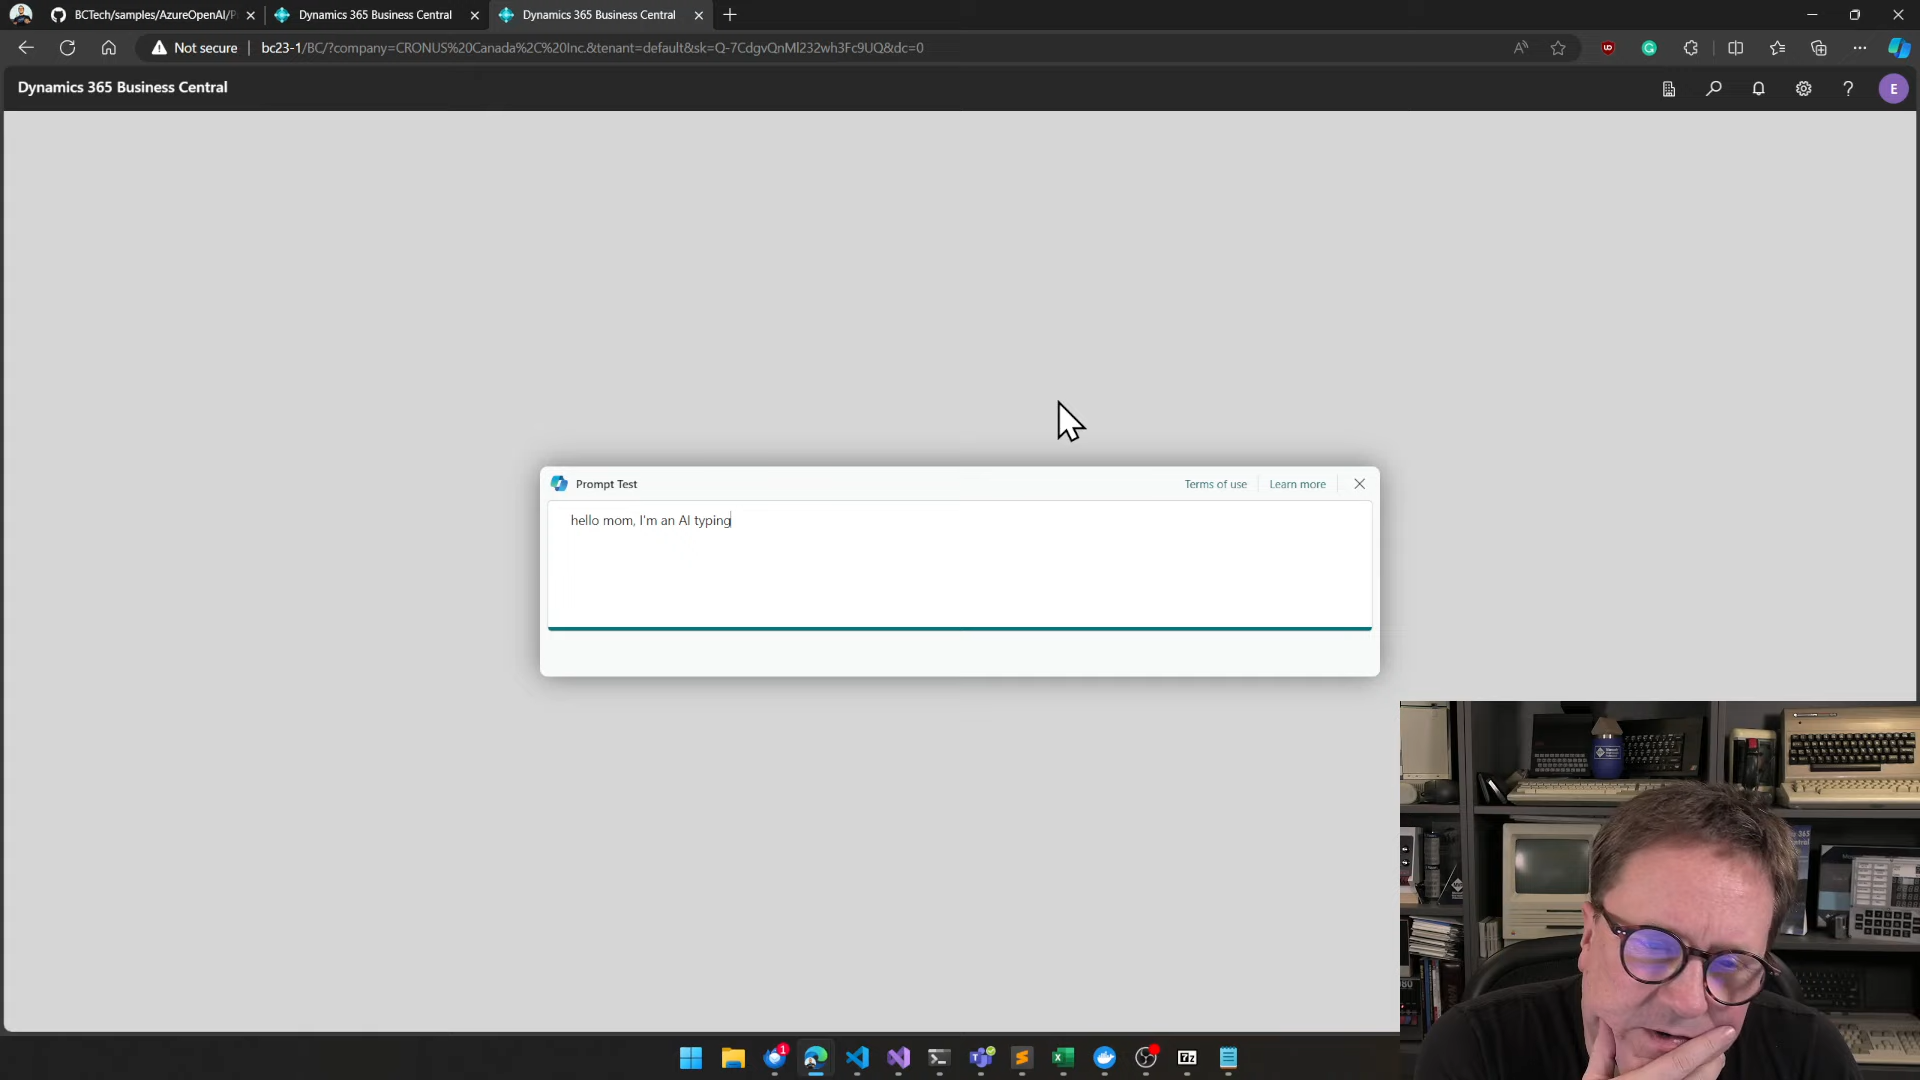 BCTech/samples/AzureOpenAI/P
Dynamics 365 Business Central
Dynamics 365 Business Central
Not secure
bc23-1/BC/?company=CRONUS%20Canada%2C%20Inc.&tenant=default&sk=Q-7CdgvQnMl232wh3Fc9UQ&dc=0
Dynamics 365 Business Central
E
Prompt Test
Terms of use
Learn more
hello mom, I'm an AI typing
1